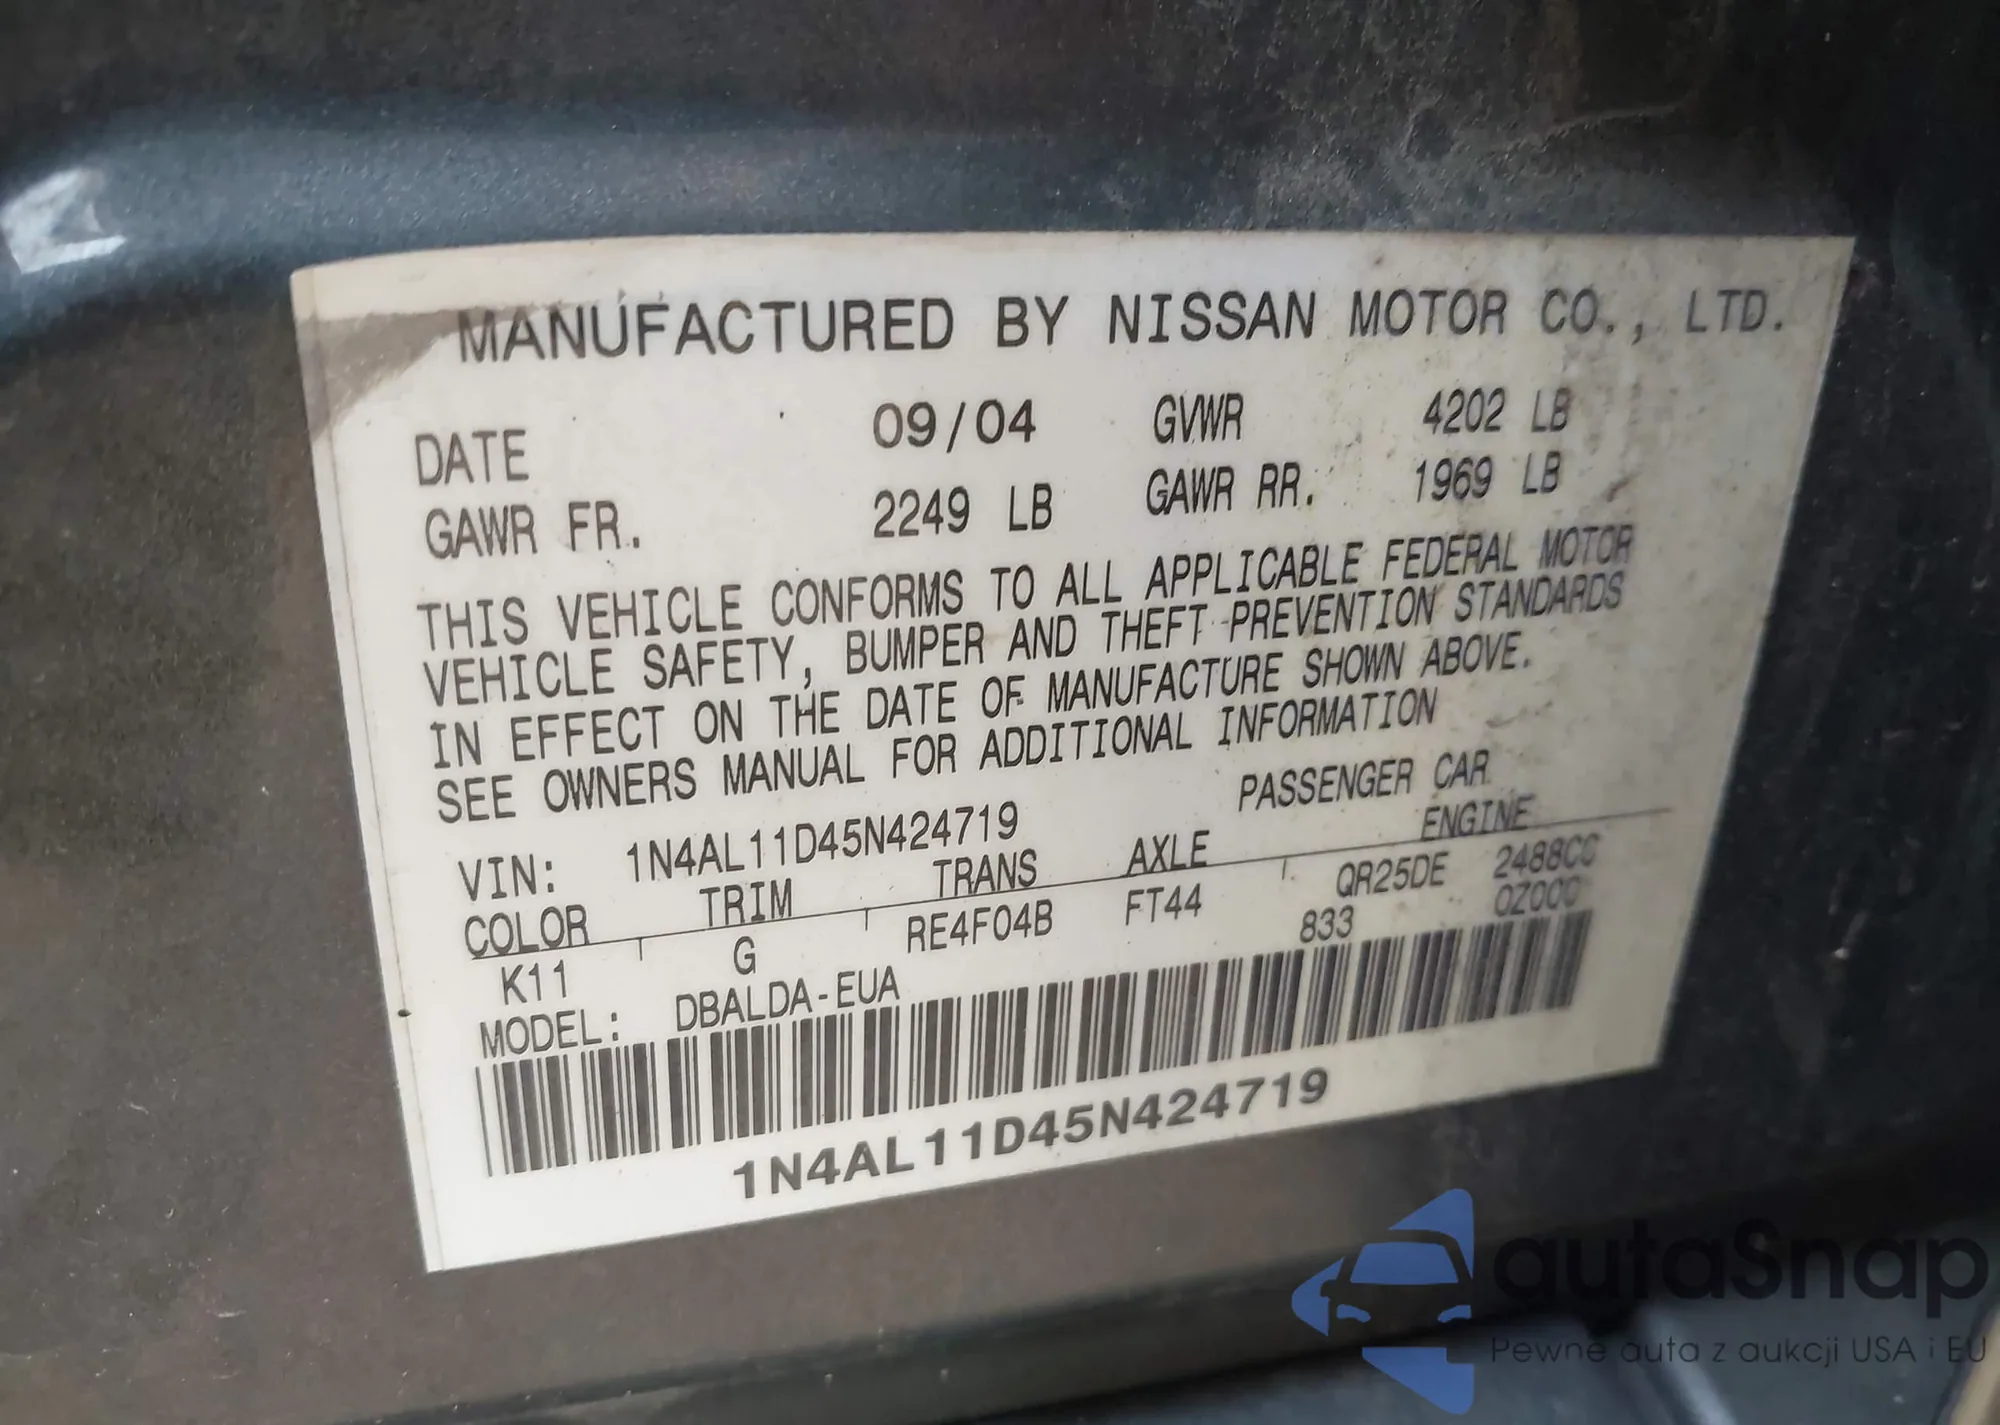 MANUFACTURED BY NISSAN MOTOR CO., LTD.
DATE 09/04 GVWR 4202 LB
GAWR FR. 2249 LB GAWR RR. 1969 LB
THIS VEHICLE CONFORMS TO ALL APPLICABLE FEDERAL MOTOR
VEHICLE SAFETY, BUMPER AND THEFT PREVENTION STANDARDS
IN EFFECT ON THE DATE OF MANUFACTURE SHOWN ABOVE.
SEE OWNERS MANUAL FOR ADDITIONAL INFORMATION
PASSENGER CAR
VIN: 1N4AL11D45N424719
COLOR TRIM TRANS AXLE ENGINE
K11 G RE4F04B FT44 QR25DE 2488CC
MODEL: DBALDA-EUA 833 0Z000
1N4AL11D45N424719
autaSnap
Pewne auta z aukcji USA i EU